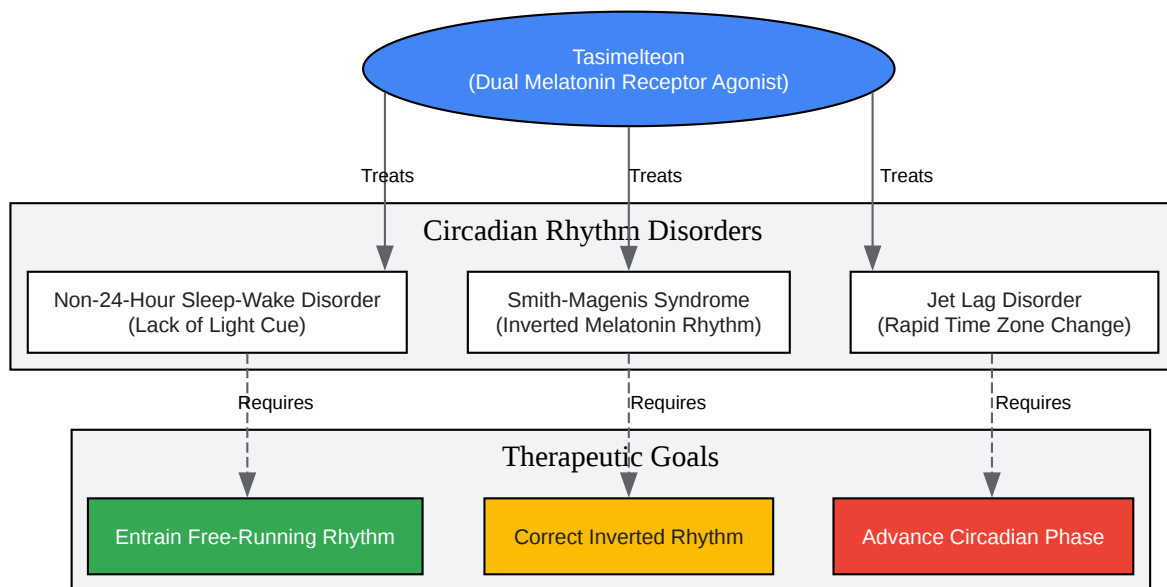 Tasimelteon
(Dual Melatonin Receptor Agonist)
Treats
Treats
Treats
Circadian Rhythm Disorders
Non-24-Hour Sleep-Wake Disorder
(Lack of Light Cue)
Smith-Magenis Syndrome
(Inverted Melatonin Rhythm)
Jet Lag Disorder
(Rapid Time Zone Change)
Requires
Requires
Requires
Therapeutic Goals
Entrain Free-Running Rhythm
Correct Inverted Rhythm
Advance Circadian Phase